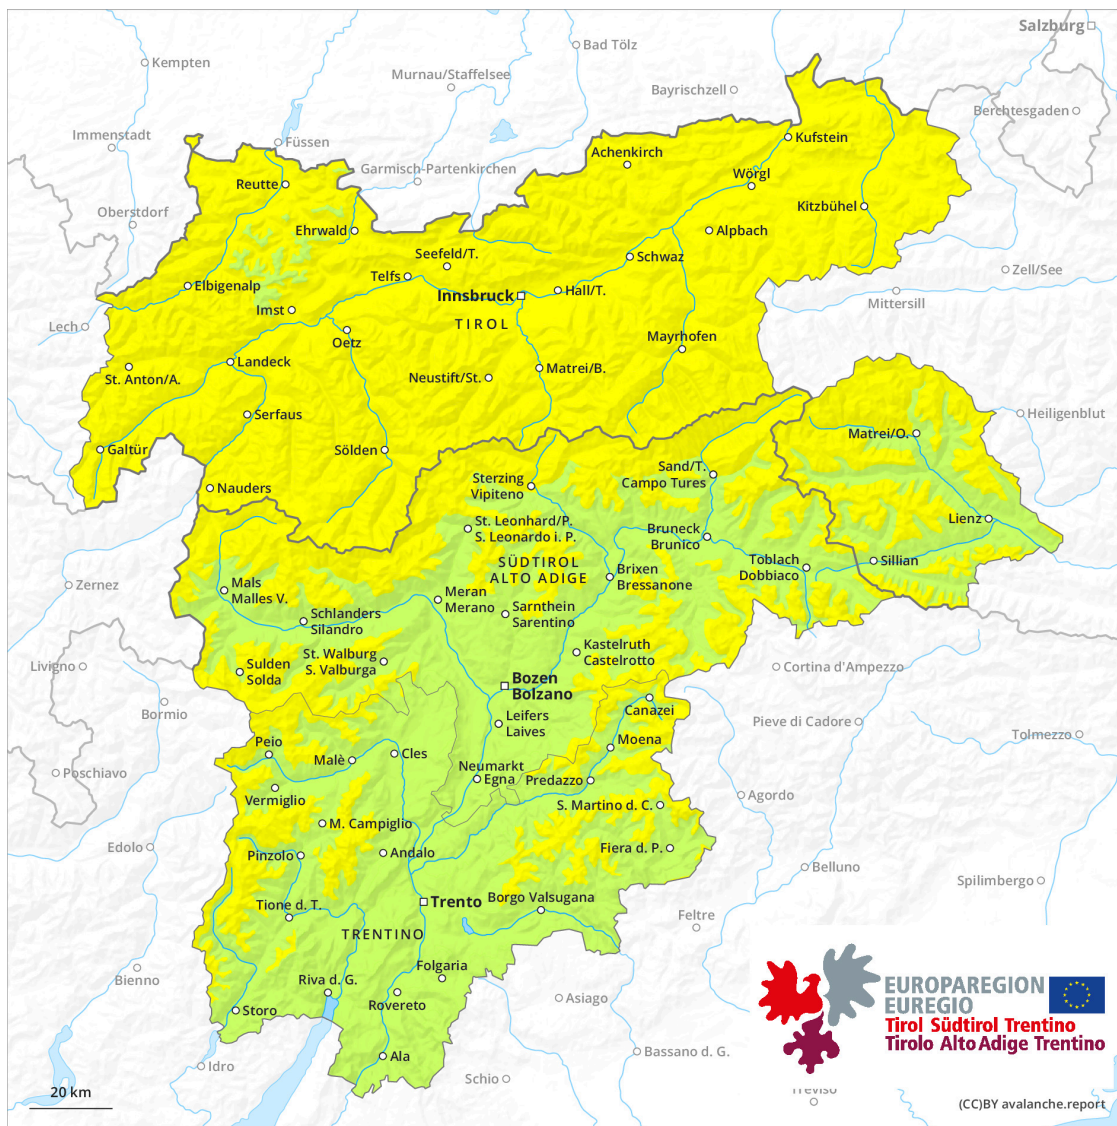 Salzburg
Bad Tölz
Kempten
Murnau/Staffelsee
Bayrischzell
Berchtesgaden
Immenstadt
Füssen
Kufstein
Achenkirch
Garmisch-Partenkirchen
Wörgl
Reutte
Kitzbühel
Oberstdorf
Ehrwald
Alpbach
Seefeld/T.
Schwaz
Zell/See
Telfs
Elbigenalp
Hall/T.
Innsbruck
Mittersill
Imst
TIROL
Lech
Oetz
Mayrhofen
Landeck
Matrei/B.
St. Anton/A.
Neustift/St.
Serfaus
Heiligenblut
Matrei/O.
Galtür
Sölden
Sand/T.
Campo Tures
Sterzing
Vipiteno
Nauders
Lienz
St. Leonhard/P.
S. Leonardo i. P.
Bruneck
Brunico
SÜDTIROL
ALTO ADIGE
Toblach
Dobbiaco
Sillian
Brixen
Bressanone
Zernez
Mals
Malles V.
Meran
Merano
Schlanders
Silandro
Sarnthein
Sarentino
Kastelruth
Castelrotto
St. Walburg
S. Valburga
Livigno
Sulden
Solda
Cortina d'Ampezzo
Bozen
Bolzano
Bormio
Canazei
Leifers
Laives
Pieve di Cadore
Tolmezzo
Peio
Moena
Cles
Malè
Neumarkt
Egna
Poschiavo
Predazzo
Vermiglio
Agordo
S. Martino d. C.
M. Campiglio
Edolo
Pinzolo
Andalo
Fiera d. P.
Belluno
Spilimbergo
Borgo Valsugana
Trento
Tione d. T.
Feltre
TRENTINO
Folgaria
Bienno
Riva d. G.
Rovereto
Asiago
Storo
EUROPAREGION
EUREGIO
Tirol Südtirol Trentino
Tirolo Alto Adige Trentino
Ala
Bassano d. G.
Idro
Schio
Treviso
20 km
(CC)BY avalanche.report